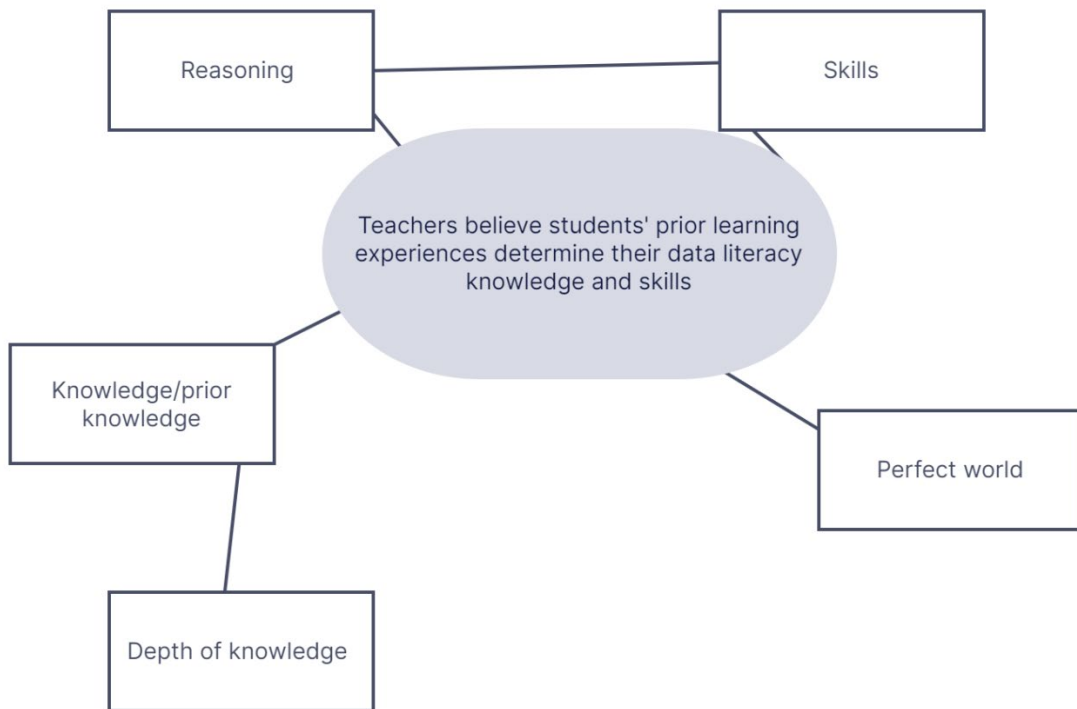 Reasoning
Skills
Teachers believe students' prior learning
experiences determine their data literacy
knowledge and skills
Knowledge/prior
knowledge
Perfect world
Depth of knowledge